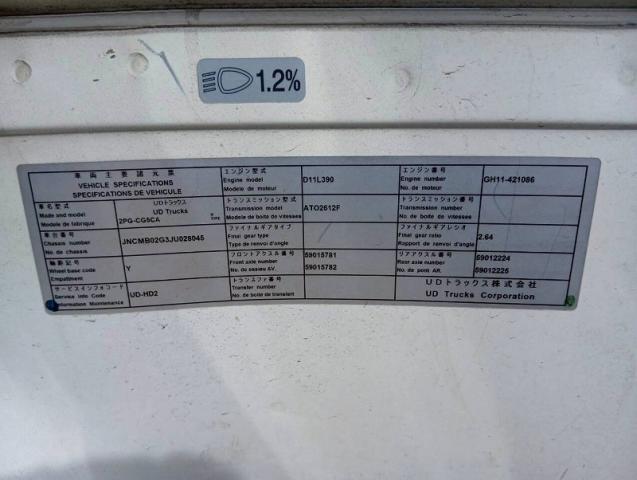 1.2%
車両主要諸元票
VEHICLE SPECIFICATIONS
SPECIFICATIONS DE VEHICULE
車名型式 UDトラックス
Make and model UD Trucks
Modele de fabrique 2PG-CG5CA
車台番号
Chassis number JNCMB02G3JU028045
No. de chassis
軸距記号
Wheel base code Y
Empattement
サービスインフォコード
Service Info Code UD-HD2
Information Maintenance
エンジン型式
Engine model D11L390
Modele de moteur
トランスミッション型式
Transmission model ATO2612F
Modele de boite de vitesses
ファイナルギアタイプ
Final gear type
Type de renvoi d'angle
フロントアクスル番号 59015781
Front axle number
No. de essieu AV. 59015782
トランスファ番号
Transfer number
No. de boite de transfert
エンジン番号
Engine number GH11-421086
No. de moteur
トランスミッション番号
Transmission number
No. de boite de vitesses
ファイナルギアレシオ
Final gear ratio 2.64
Rapport de renvoi d'angle
リアアクスル番号 59012224
Rear axle number
No. de pont AR. 59012225
UDトラックス株式会社
UD Trucks Corporation